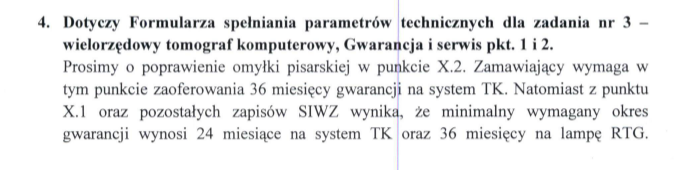 4. Dotyczy Formularza spełniania parametrów technicznych dla zadania nr 3 –
wielorzędowy tomograf komputerowy, Gwarancja i serwis pkt. 1 i 2.
Prosimy o poprawienie omyłki pisarskiej w punkcie X.2. Zamawiający wymaga w
tym punkcie zaoferowania 36 miesięcy gwarancji na system TK. Natomiast z punktu
X.1 oraz pozostałych zapisów SIWZ wynika, że minimalny wymagany okres
gwarancji wynosi 24 miesiące na system TK oraz 36 miesięcy na lampę RTG.